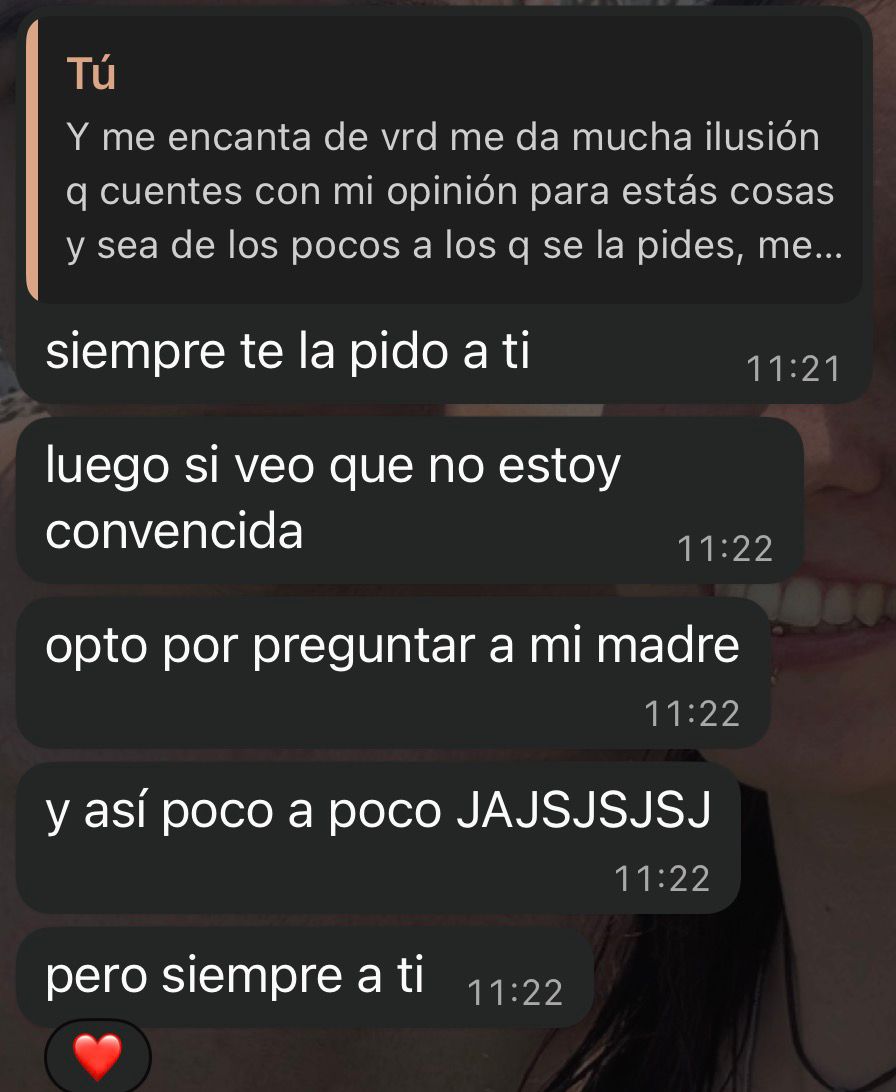 Tú
Y me encanta de vrd me da mucha ilusión
q cuentes con mi opinión para estás cosas
y sea de los pocos a los q se la pides, me...
siempre te la pido a ti
11:21
luego si veo que no estoy
convencida
11:22
opto por preguntar a mi madre
11:22
y así poco a poco JAJSJSJSJ
11:22
pero siempre a ti
11:22